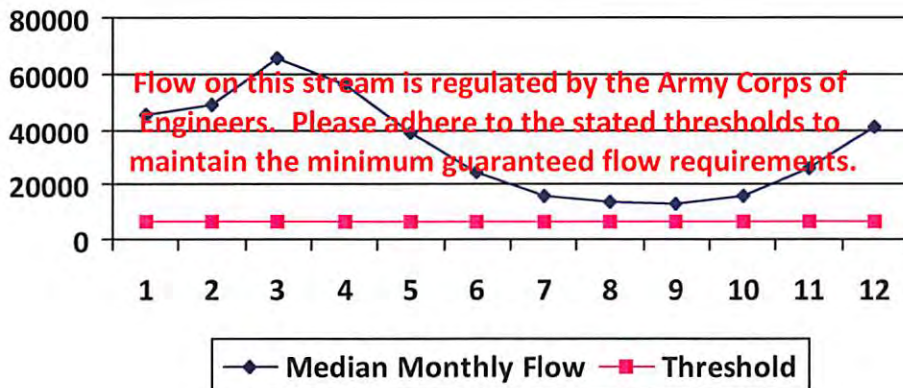 80000
60000
40000
20000
0
Flow on this stream is regulated by the Army Corps of
Engineers. Please adhere to the stated thresholds to
maintain the minimum guaranteed flow requirements.
1 2 3 4 5 6 7 8 9 10 11 12
Median Monthly Flow Threshold